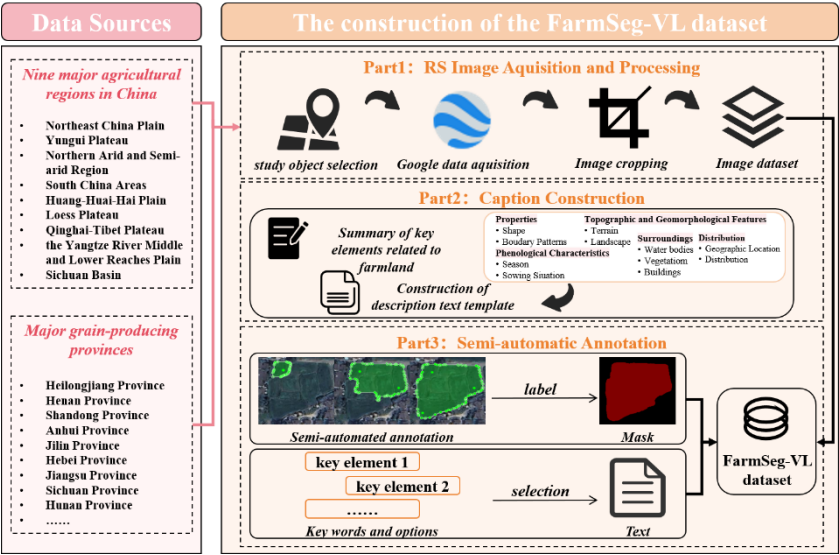 Data Sources
Nine major agricultural
regions in China
• Northeast China Plain
• Yungui Plateau
• Northern Arid and Semi-
arid Region
• South China Areas
• Huang-Huai-Hai Plain
• Loess Plateau
• Qinghai-Tibet Plateau
• the Yangtze River Middle
and Lower Reaches Plain
• Sichuan Basin
Major grain-producing
provinces
• Heilongjiang Province
• Henan Province
• Shandong Province
• Anhui Province
• Jilin Province
• Hebei Province
• Jiangsu Province
• Sichuan Province
• Hunan Province
• ……
The construction of the FarmSeg-VL dataset
Part1：RS Image Aquisition and Processing
study object selection
Google data aquisition
Image cropping
Image dataset
Part2：Caption Construction
Summary of key
elements related to
farmland
Construction of
description text template
Properties
• Shape
• Boudary Patterns
Phenological Characteristics
• Season
• Sowing Siuation
Topographic and Geomorphological Features
• Terrain
• Landscape
Surroundings
• Water bodies
• Vegetatiom
• Buildings
Distribution
• Geographic Location
• Distribution
Part3：Semi-automatic Annotation
label
Semi-automated annotation
Mask
key element 1
key element 2
……
selection
Key words and options
Text
FarmSeg-VL
dataset